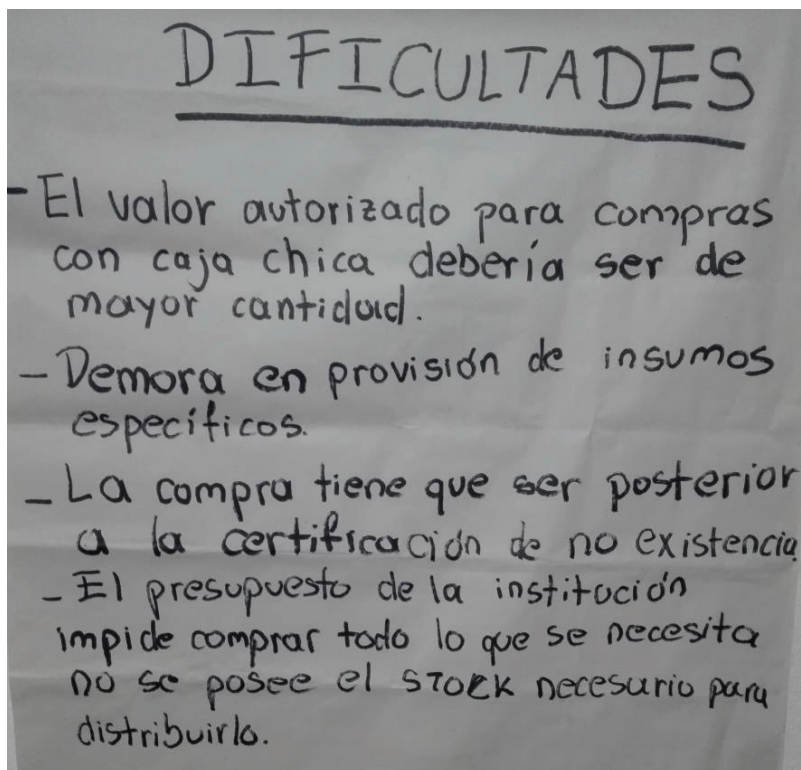 DIFICULTADES
- El valor autorizado para compras
con caja chica debería ser de
mayor cantidad.
- Demora en provisión de insumos
específicos.
- La compra tiene que ser posterior
a la certificación de no existencia
- El presupuesto de la institución
impide comprar todo lo que se necesita
no se posee el STOCK necesario para
distribuirlo.